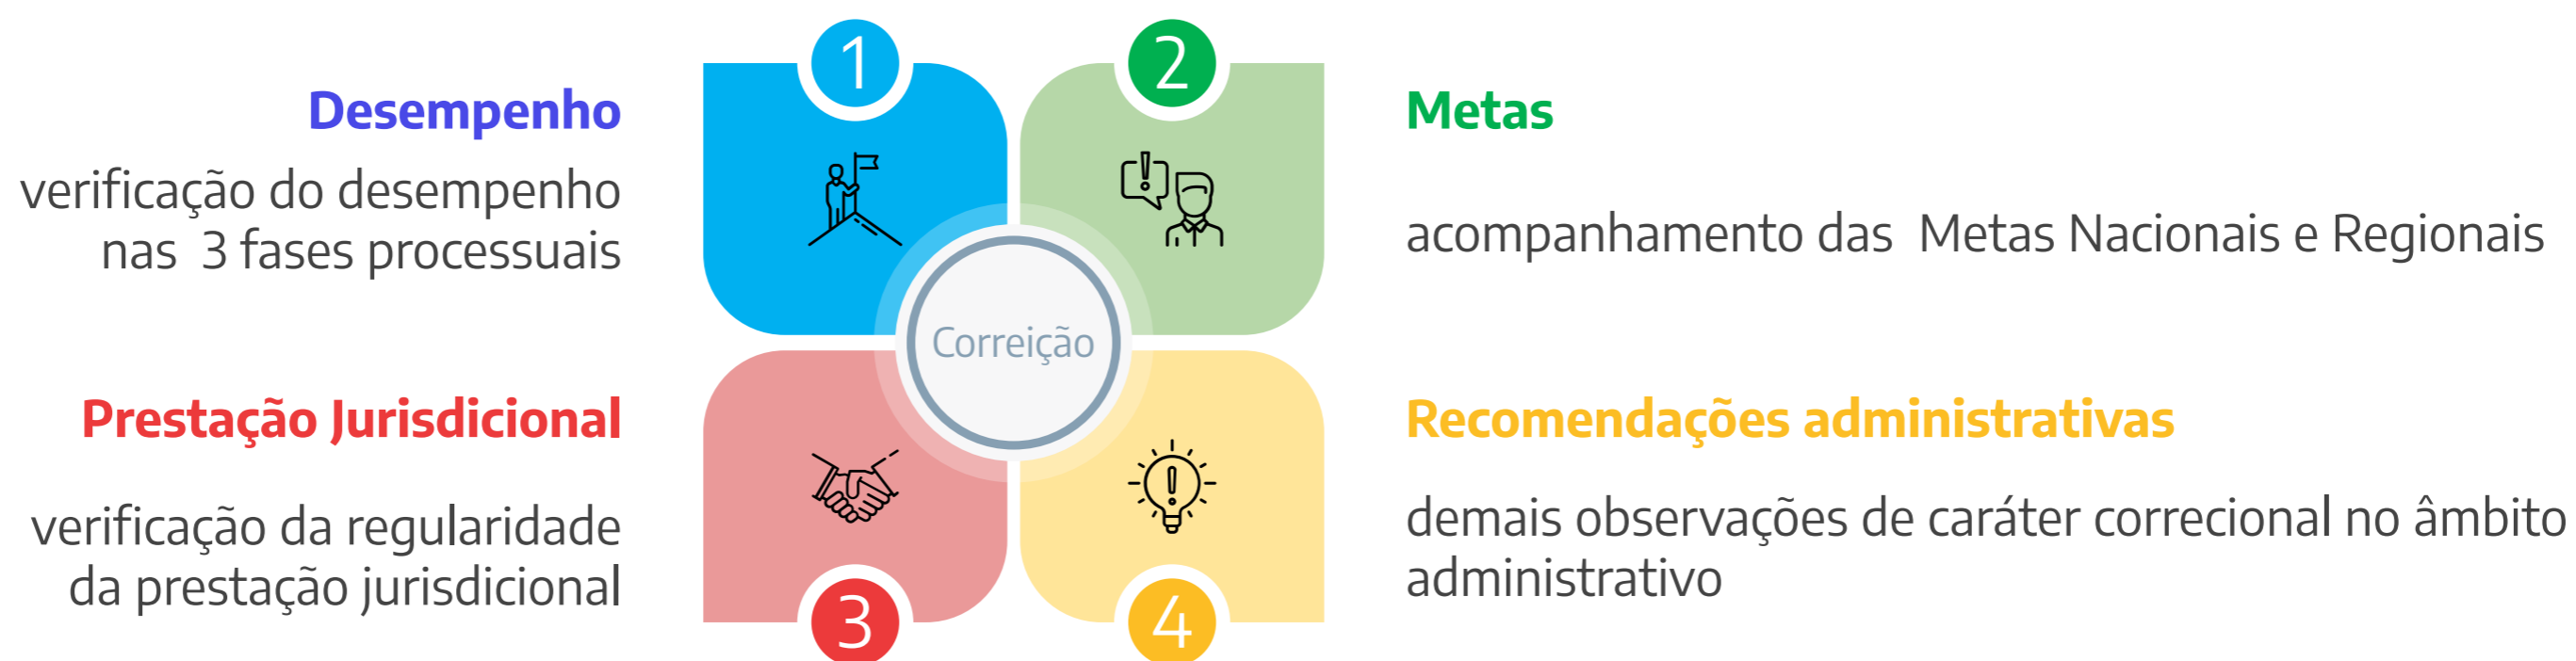 1
Desempenho
verificação do desempenho
nas 3 fases processuais
2
Metas
acompanhamento das Metas Nacionais e Regionais
Correição
3
Prestação Jurisdicional
verificação da regularidade
da prestação jurisdicional
4
Recomendações administrativas
demais observações de caráter correcional no âmbito
administrativo